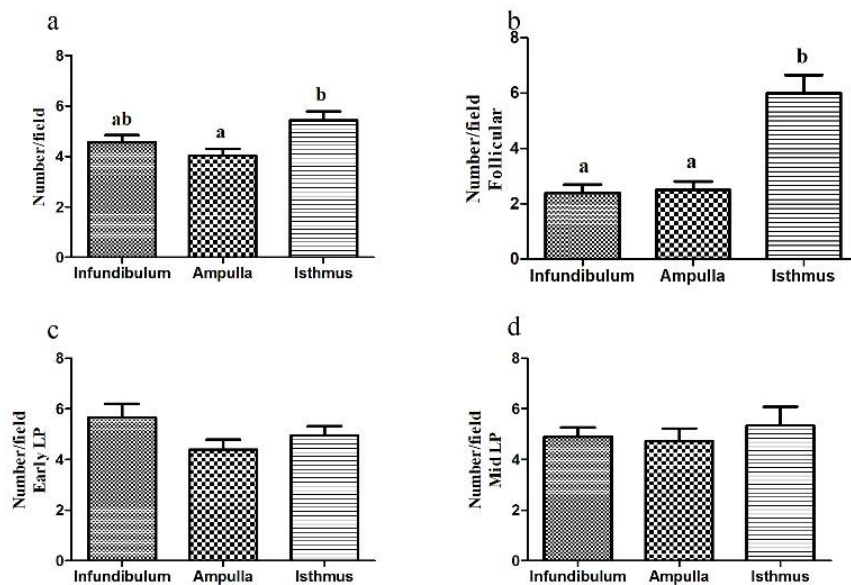 a
8
6
4
2
0
Number/field
ab
a
b
Infundibulum Ampulla Isthmus
b
8
6
4
2
0
Number/field
Follicular
a
a
b
Infundibulum Ampulla Isthmus
c
8
6
4
2
0
Number/field
Early LP
Infundibulum Ampulla Isthmus
d
8
6
4
2
0
Number/field
Mid LP
Infundibulum Ampulla Isthmus